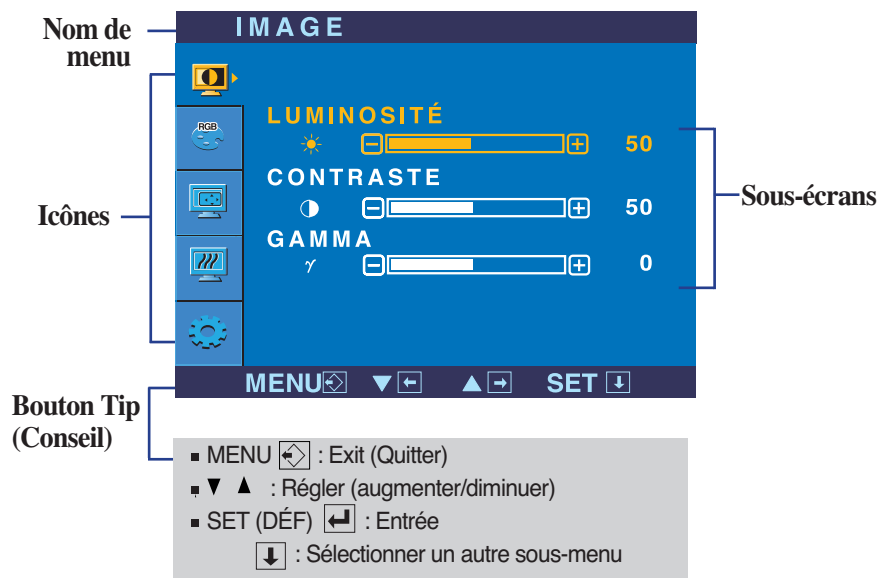 Nom de
menu
IMAGE
RGB
LUMINOSITÉ
50
CONTRASTE
50
GAMMA
γ 0
Icônes
Sous-écrans
MENU SET
Bouton Tip
(Conseil)
MENU : Exit (Quitter)
▼ ▲ : Régler (augmenter/diminuer)
SET (DÉF) : Entrée
: Sélectionner un autre sous-menu